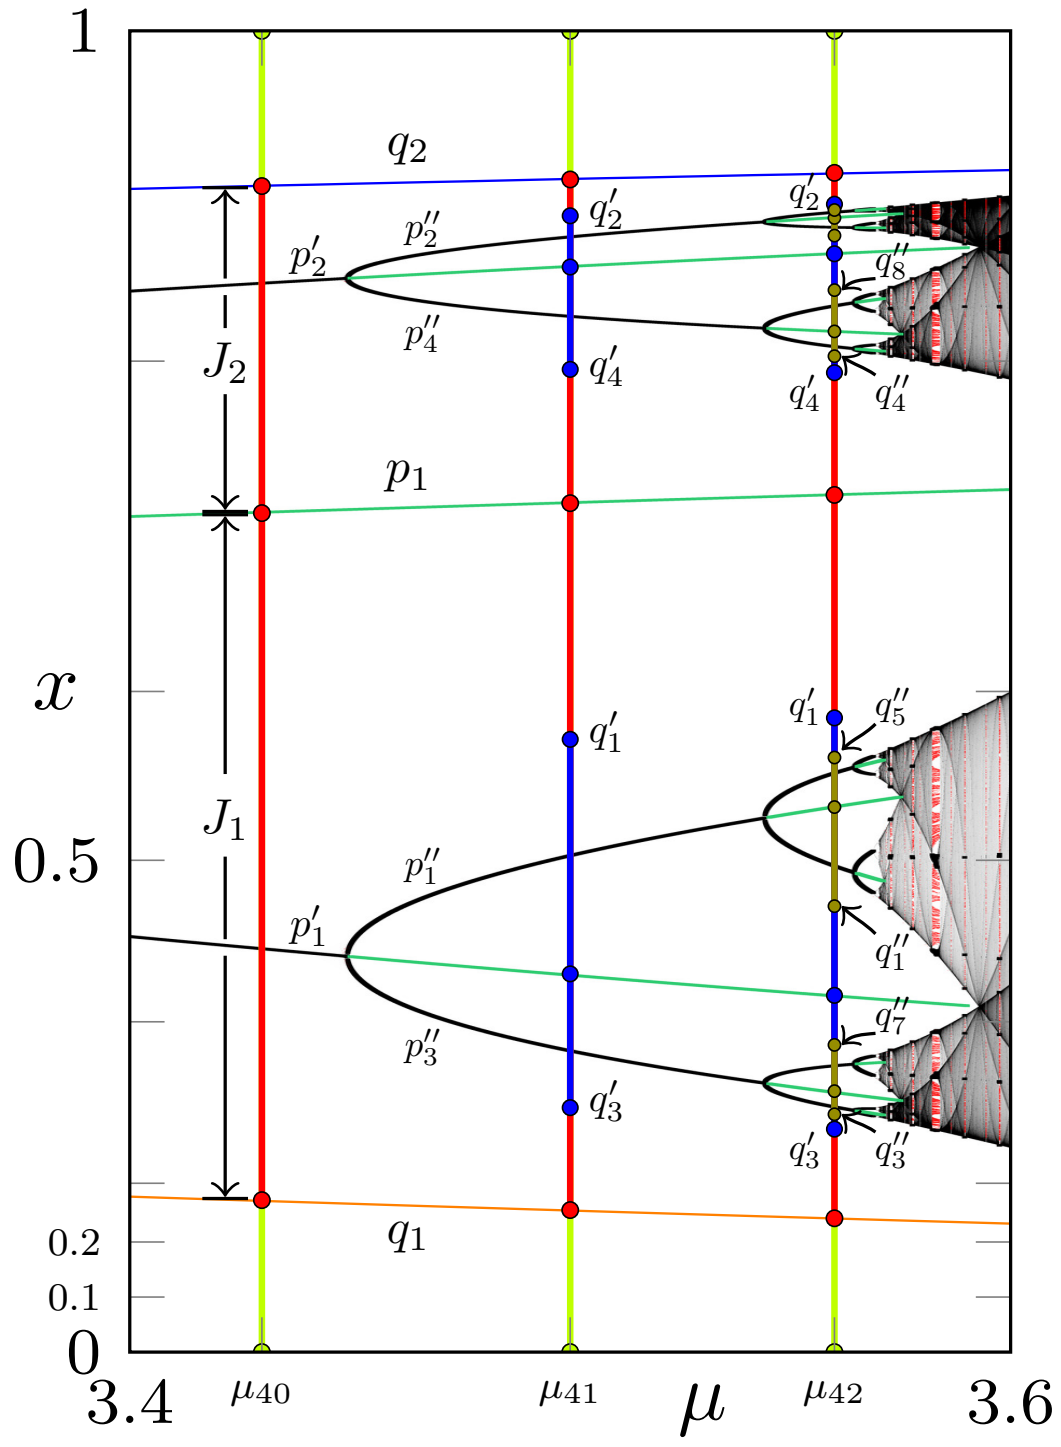 1
q₂
q′₂
q′₂
p″₂
p′₂
q″₈
p″₄
J₂
q′₄
q′₄ q″₄
p₁
x
q′₁
q′₁ q″₅
J₁
0.5
p″₁
p′₁
q″₁
q″₇
p″₃
q′₃
q′₃ q″₃
q₁
0.2
0.1
0
μ₄₀ μ₄₁ μ₄₂
3.4 μ 3.6